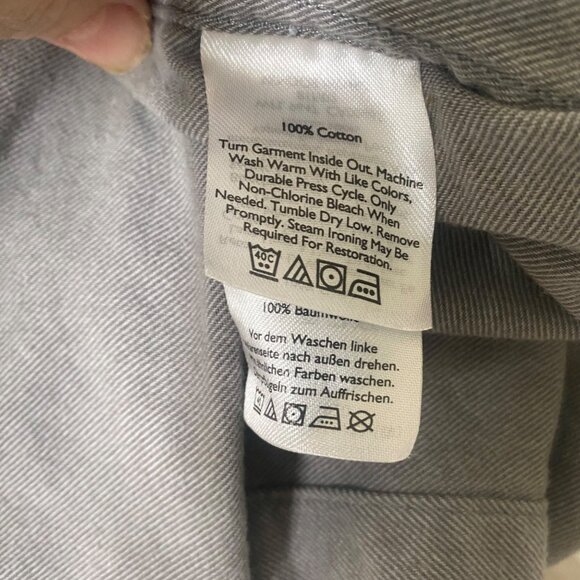 100% Cotton
Turn Garment Inside Out. Machine
Wash Warm With Like Colors,
Durable Press Cycle. Only
Non-Chlorine Bleach When
Needed. Tumble Dry Low. Remove
Promptly. Steam Ironing May Be
Required For Restoration.
40C
100% Baumwolle
Vor dem Waschen linke
nach außen drehen.
Farben waschen.
zum Auffrischen.